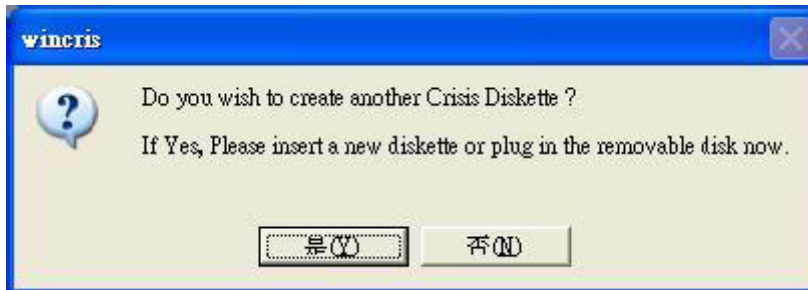 wincris
Do you wish to create another Crisis Diskette ?
If Yes, Please insert a new diskette or plug in the removable disk now.
是(Y)
否(N)